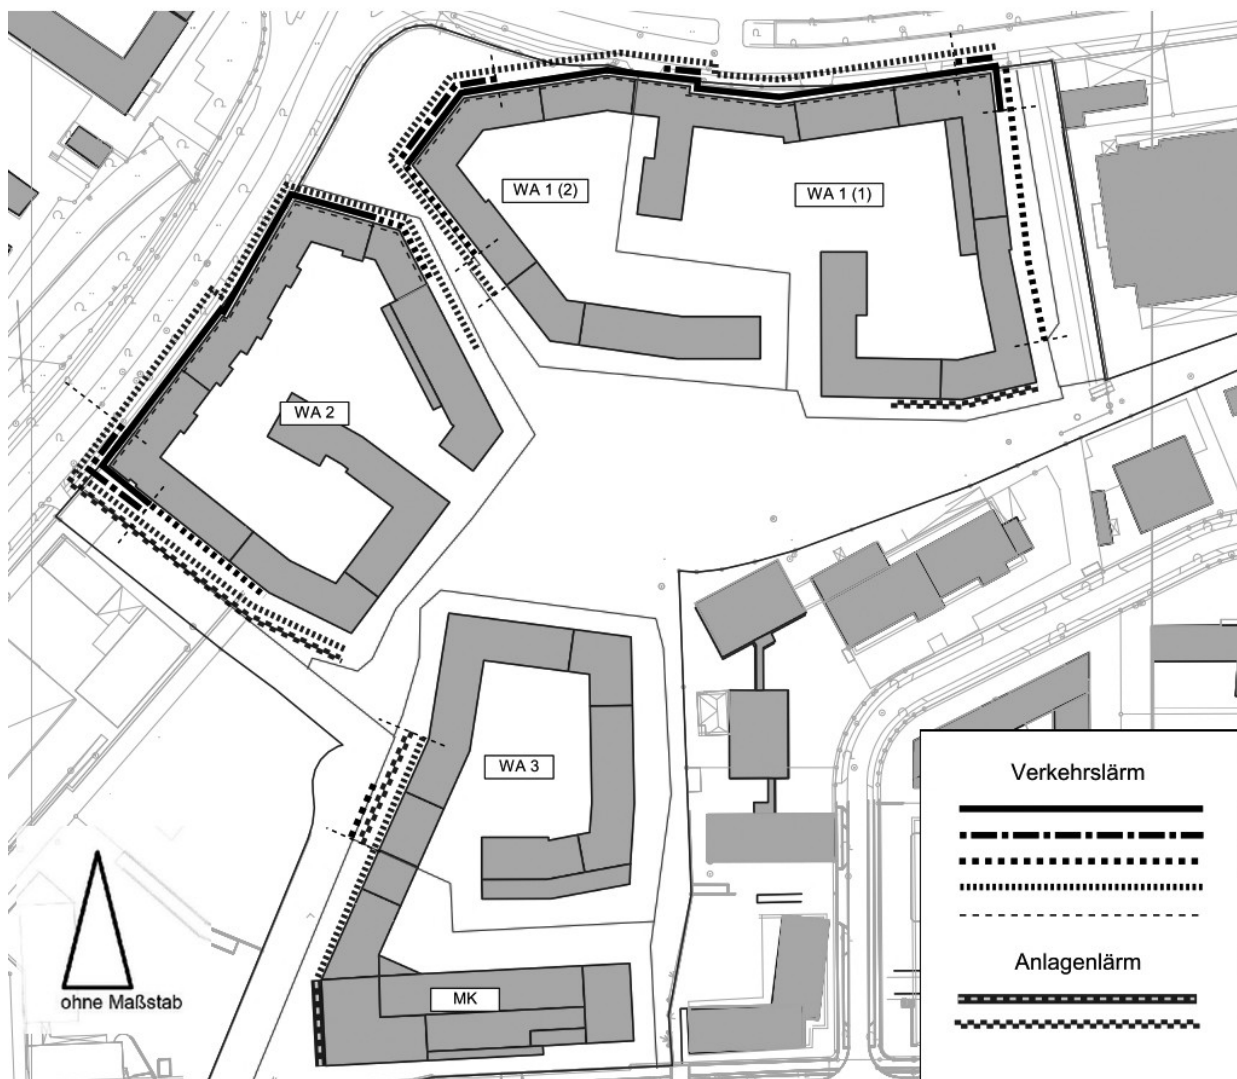 WA 1 (2)
WA 1 (1)
WA 2
WA 3
MK
ohne Maßstab
Verkehrslärm
Anlagenlärm